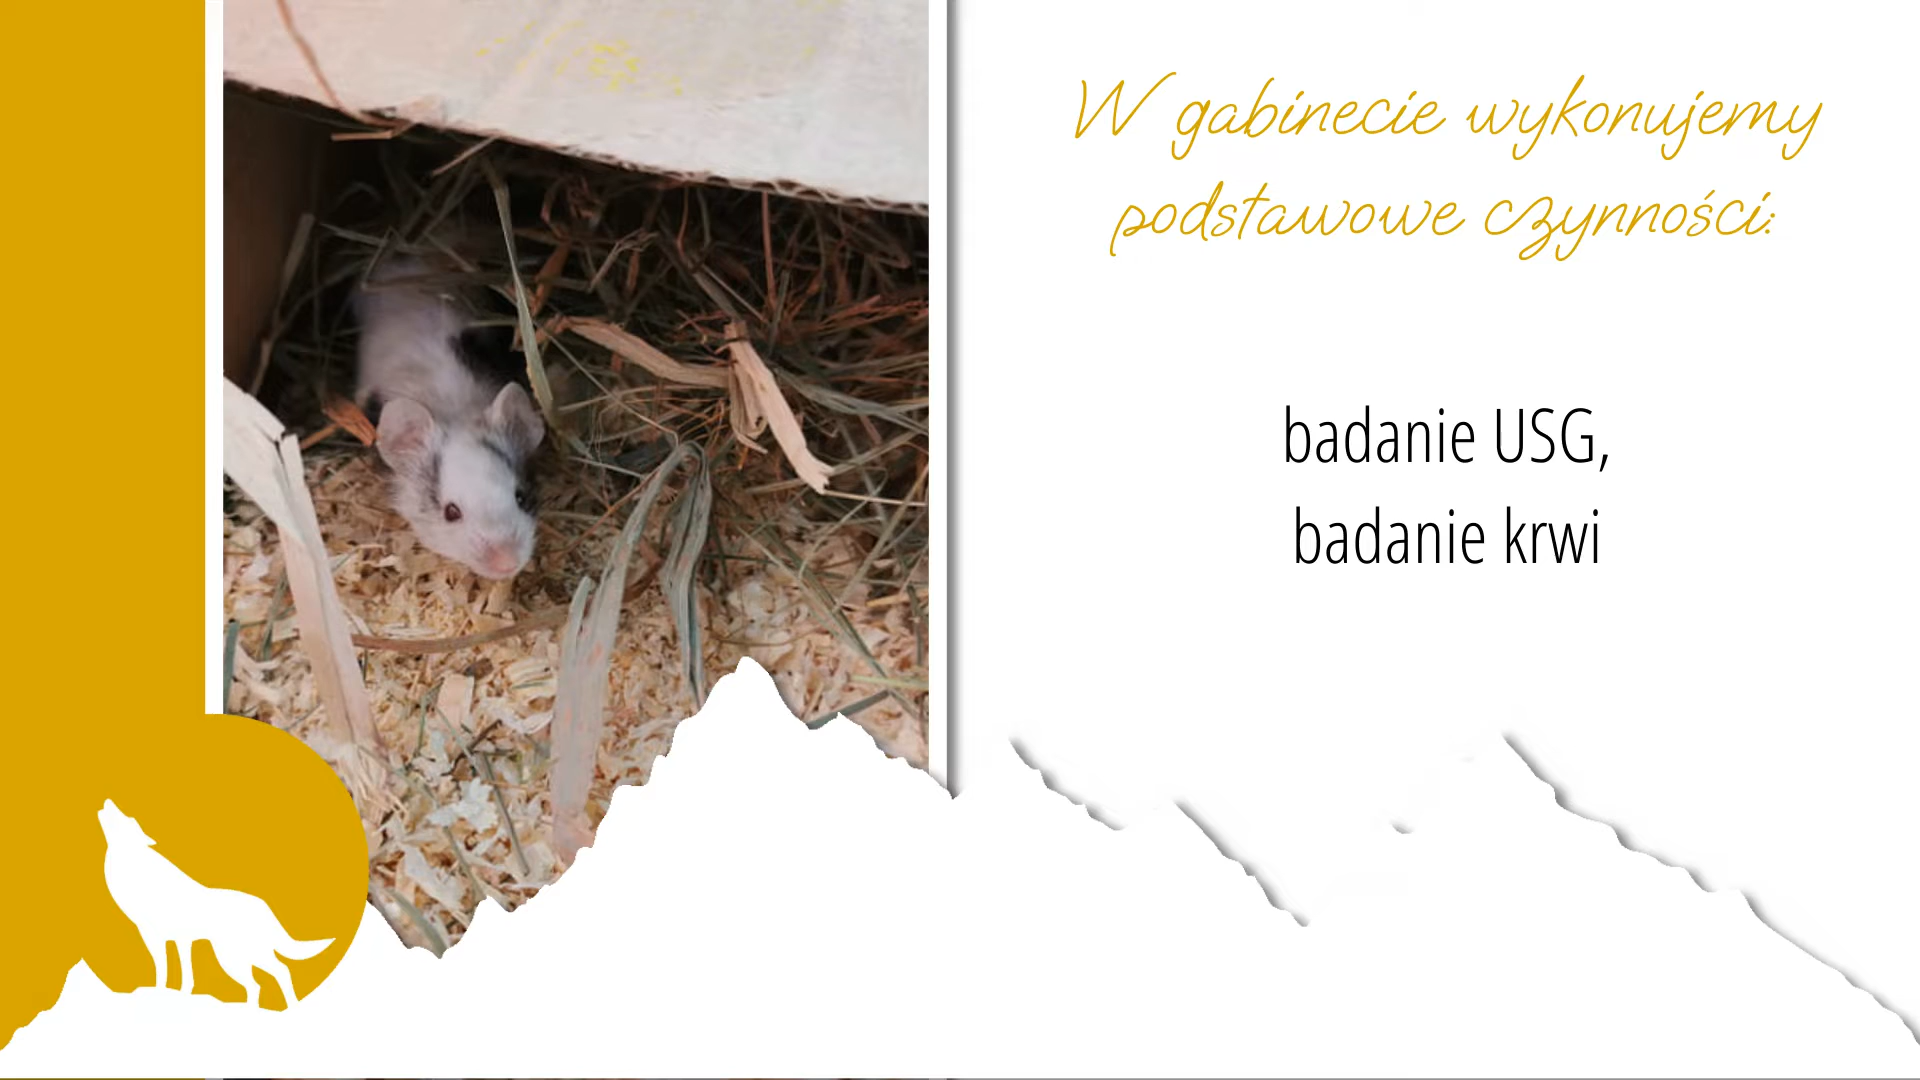 W gabinecie wykonujemy
podstawowe czynności:
badanie USG,
badanie krwi